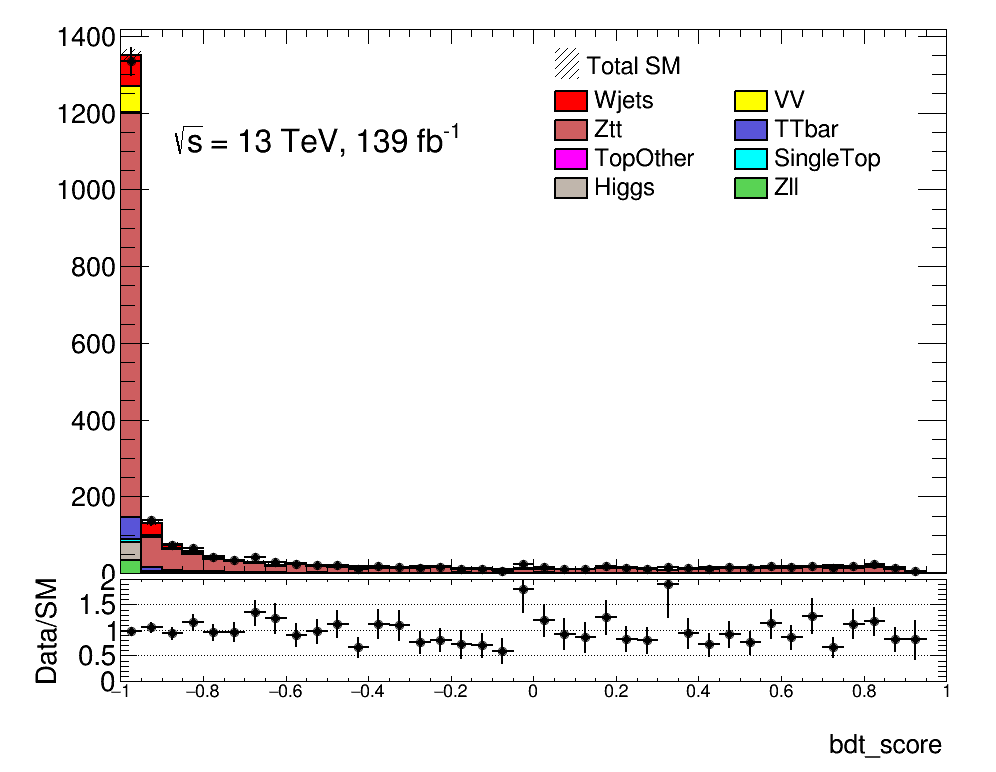 1400
1200
1000
800
600
400
200
0
√s = 13 TeV, 139 fb-1
Total SM
Wjets VV
Ztt TTbar
TopOther SingleTop
Higgs Zll
Data/SM
2
1.5
1
0.5
0
−1 −0.8 −0.6 −0.4 −0.2 0 0.2 0.4 0.6 0.8 1
bdt_score